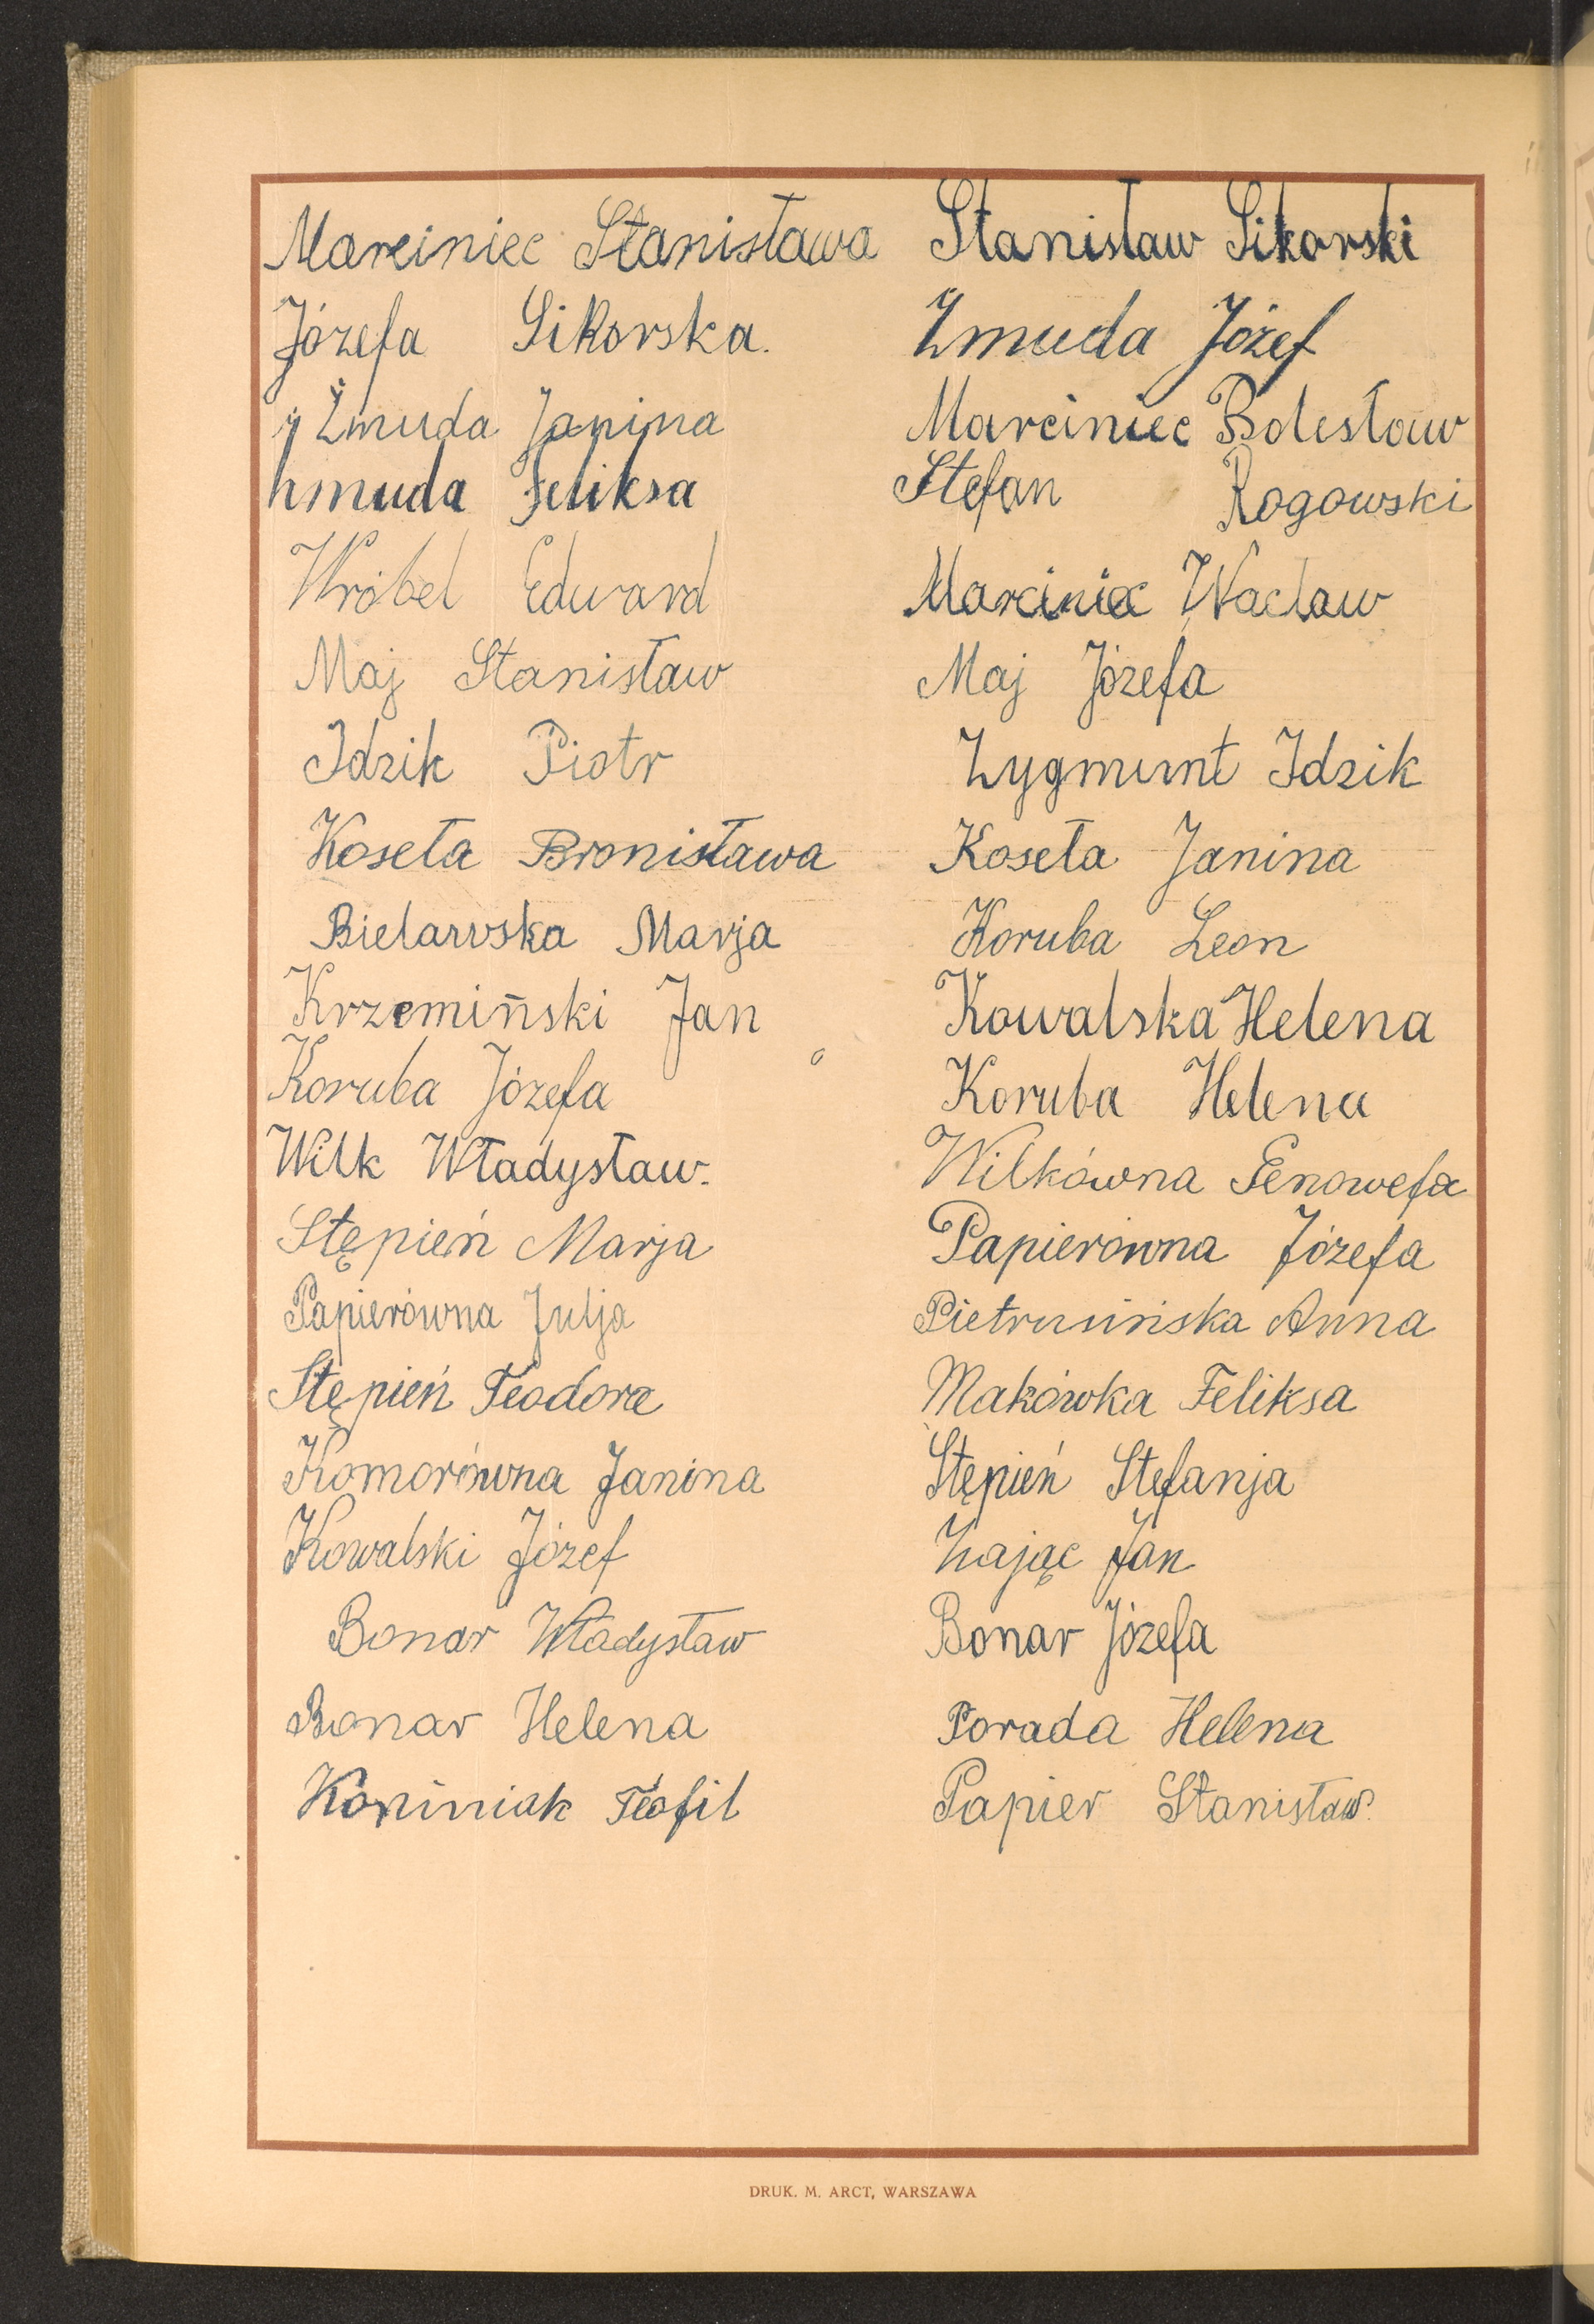 Marciniec Stanisława
Józefa Sikorska.
Żmuda Janina
Żmuda Feliksa
Wróbel Edward
Maj Stanisław
Idzik Piotr
Koseła Bronisława
Bielawska Marja
Krzemiński Jan
Koruba Józefa
Wilk Władysław.
Stępień Marja
Papierówna Julja
Stępień Teodora
Komorówna Janina
Kowalski Józef
Bonar Władysław
Bonar Helena
Koniniak Teofil
Stanisław Sikorski
Żmuda Józef
Marciniec Bolesław
Stefan Rogowski
Marciniec Wacław
Maj Józefa
Zygmunt Idzik
Koseła Janina
Koruba Leon
Kowalska Helena
Koruba Helena
Wilkówna Genowefa
Papierówna Józefa
Anna
Makówka Feliksa
Stępień Stefanja
Zając Jan
Bonar Józefa
Porada Helena
Papier Stanisław
DRUK. M. ARCT, WARSZAWA